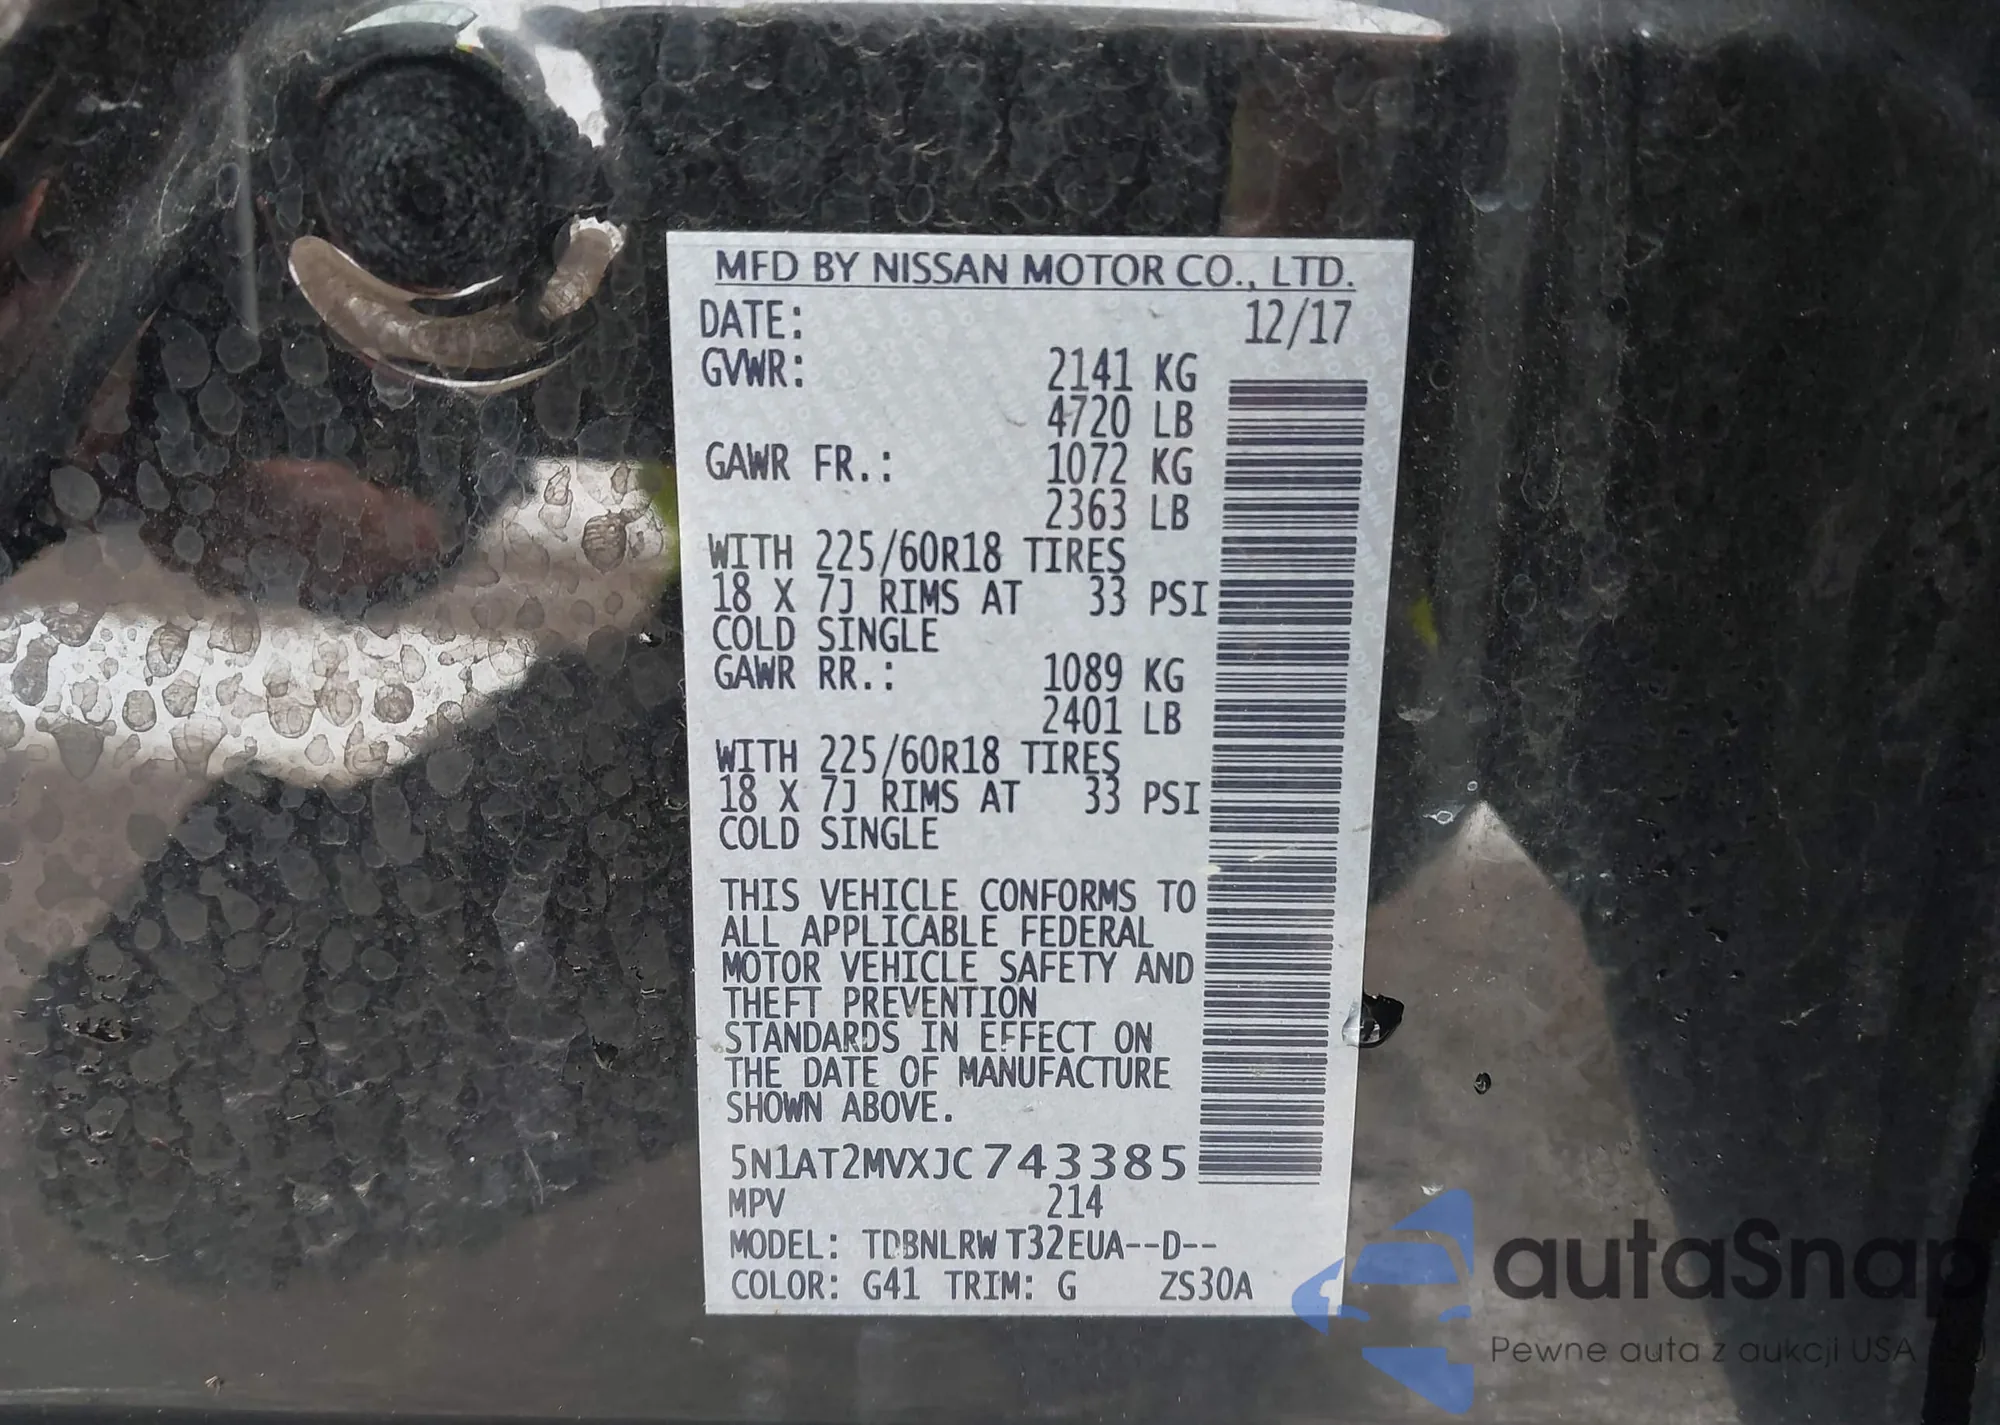 MFD BY NISSAN MOTOR CO., LTD.
DATE: 12/17
GVWR: 2141 KG
4720 LB
GAWR FR.: 1072 KG
2363 LB
WITH 225/60R18 TIRES
18 X 7J RIMS AT 33 PSI
COLD SINGLE
GAWR RR.: 1089 KG
2401 LB
WITH 225/60R18 TIRES
18 X 7J RIMS AT 33 PSI
COLD SINGLE
THIS VEHICLE CONFORMS TO
ALL APPLICABLE FEDERAL
MOTOR VEHICLE SAFETY AND
THEFT PREVENTION
STANDARDS IN EFFECT ON
THE DATE OF MANUFACTURE
SHOWN ABOVE.
5N1AT2MVXJC743385
MPV 214
MODEL: TDBNLRW T32EUA--D--
COLOR: G41 TRIM: G ZS30A
autaSnap
Pewne auta z aukcji USA